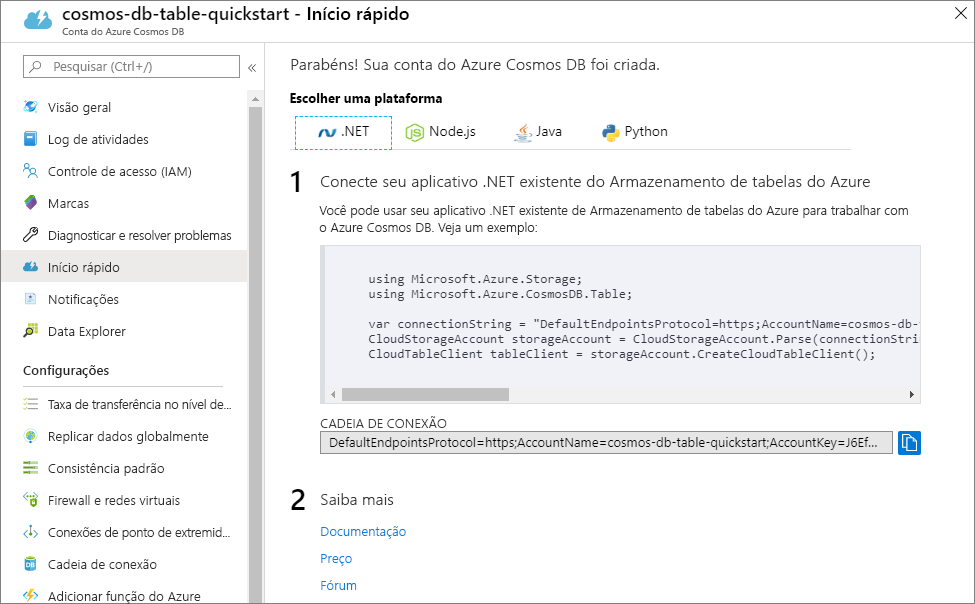 cosmos-db-table-quickstart - Início rápido
Conta do Azure Cosmos DB
Pesquisar (Ctrl+/)
«
Visão geral
Log de atividades
Controle de acesso (IAM)
Marcas
Diagnosticar e resolver problemas
Início rápido
Notificações
Data Explorer
Configurações
Taxa de transferência no nível de...
Replicar dados globalmente
Consistência padrão
Firewall e redes virtuais
Conexões de ponto de extremid...
Cadeia de conexão
Adicionar função do Azure
Parabéns! Sua conta do Azure Cosmos DB foi criada.
Escolher uma plataforma
.NET
Node.js
Java
Python
1 Conecte seu aplicativo .NET existente do Armazenamento de tabelas do Azure
Você pode usar seu aplicativo .NET existente de Armazenamento de tabelas do Azure para trabalhar com
o Azure Cosmos DB. Veja um exemplo:
using Microsoft.Azure.Storage;
using Microsoft.Azure.CosmosDB.Table;
var connectionString = "DefaultEndpointsProtocol=https;AccountName=cosmos-db-
CloudStorageAccount storageAccount = CloudStorageAccount.Parse(connectionStri
CloudTableClient tableClient = storageAccount.CreateCloudTableClient();
CADEIA DE CONEXÃO
DefaultEndpointsProtocol=https;AccountName=cosmos-db-table-quickstart;AccountKey=J6Ef...
2 Saiba mais
Documentação
Preço
Fórum